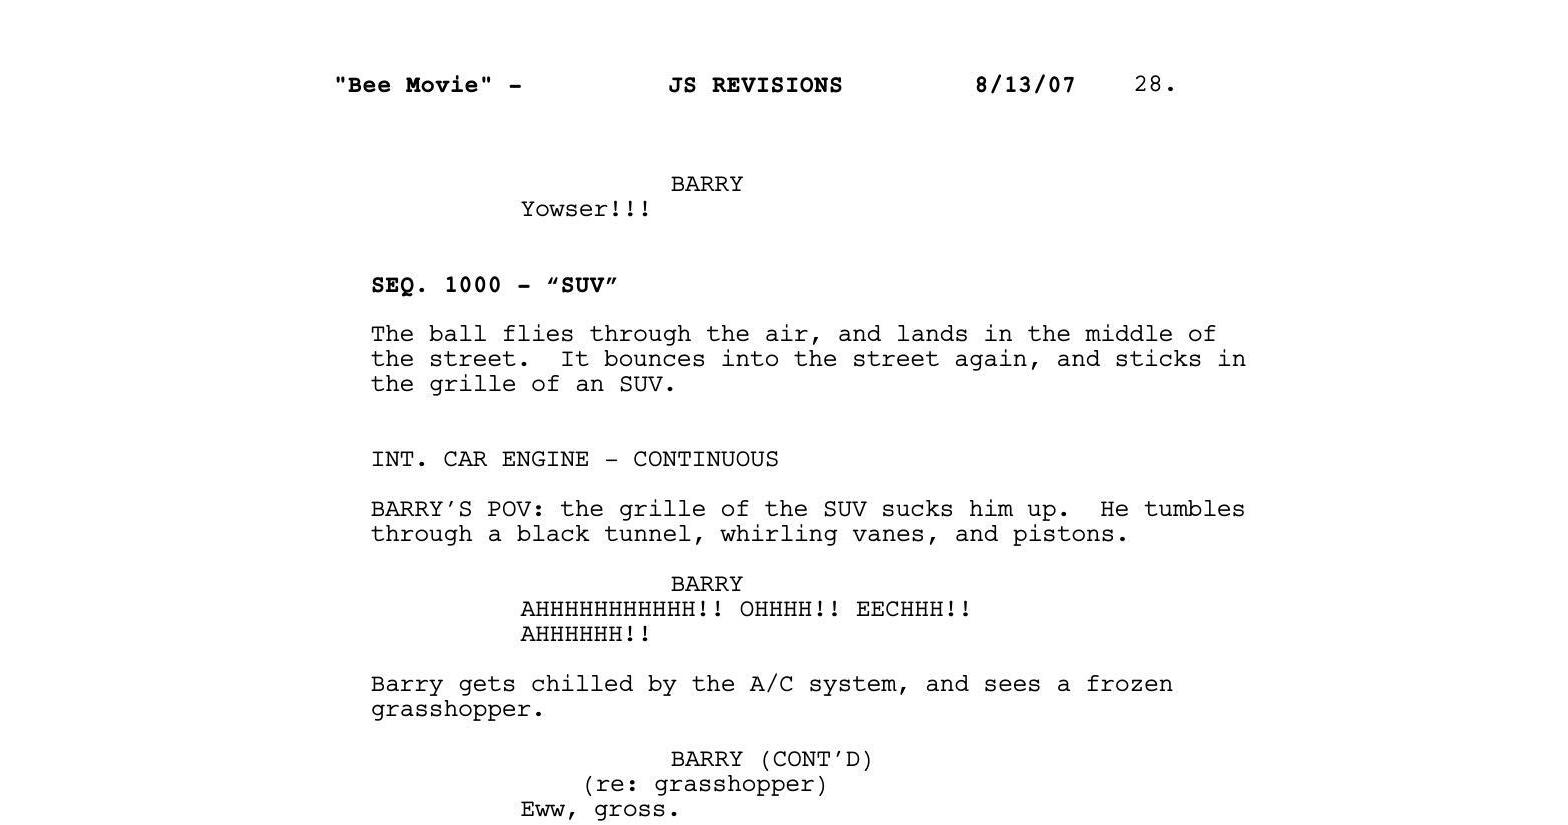 "Bee Movie" - JS REVISIONS 8/13/07 28.
BARRY
Yowser!!!
SEQ. 1000 - “SUV”
The ball flies through the air, and lands in the middle of
the street.  It bounces into the street again, and sticks in
the grille of an SUV.
INT. CAR ENGINE - CONTINUOUS
BARRY’S POV: the grille of the SUV sucks him up.  He tumbles
through a black tunnel, whirling vanes, and pistons.
BARRY
AHHHHHHHHHHH!! OHHHH!! EECHHH!!
AHHHHHH!!
Barry gets chilled by the A/C system, and sees a frozen
grasshopper.
BARRY (CONT’D)
(re: grasshopper)
Eww, gross.